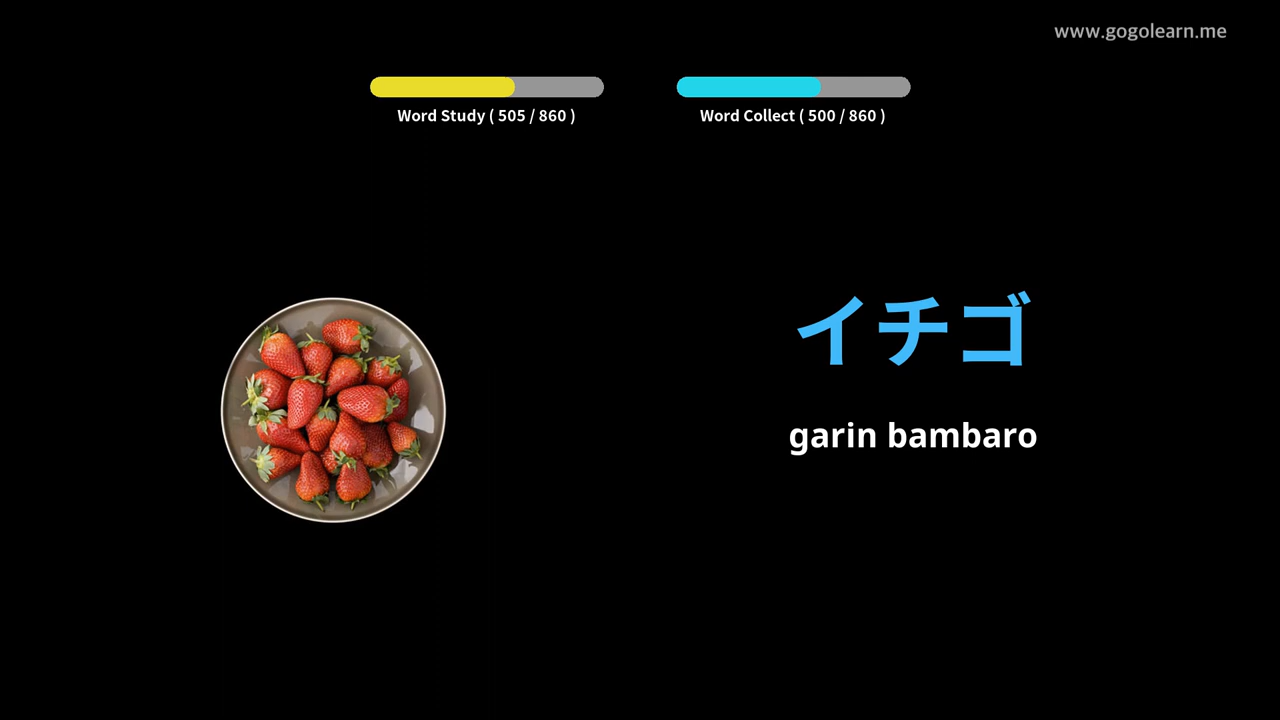 www.gogolearn.me
Word Study ( 505 / 860 )
Word Collect ( 500 / 860 )
イチゴ
garin bambaro